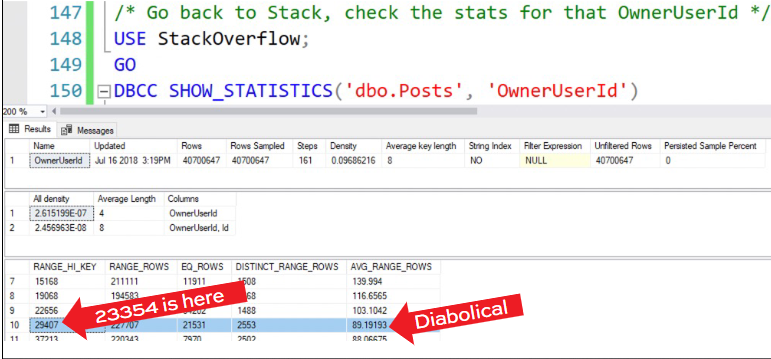 147 /* Go back to Stack, check the stats for that OwnerUserId */
148 USE StackOverflow;
149 GO
150 DBCC SHOW_STATISTICS('dbo.Posts', 'OwnerUserId')
200 %
Results Messages
Name Updated Rows Rows Sampled Steps Density Average key length String Index Filter Expression Unfiltered Rows Persisted Sample Percent
1 OwnerUserId Jul 16 2018 3:19PM 40700647 40700647 161 0.09686216 8 NO NULL 40700647 0
All density Average Length Columns
1 2.615199E-07 4 OwnerUserId
2 2.456963E-08 8 OwnerUserId, Id
RANGE_HI_KEY RANGE_ROWS EQ_ROWS DISTINCT_RANGE_ROWS AVG_RANGE_ROWS
7 15168 211111 11911 1508 139.994
8 19068 194583 116.6565
9 22656 1488 103.1042
10 29407 227707 21531 2553 89.19193
11 37213 220343 7970 2502 88.06675
23354 is here
Diabolical